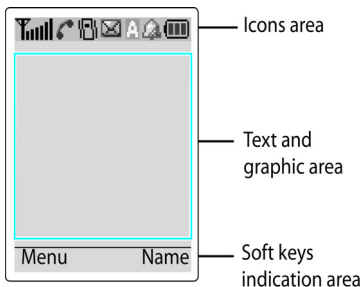 Icons area
A
Text and
graphic area
Menu Name
Soft keys
indication area